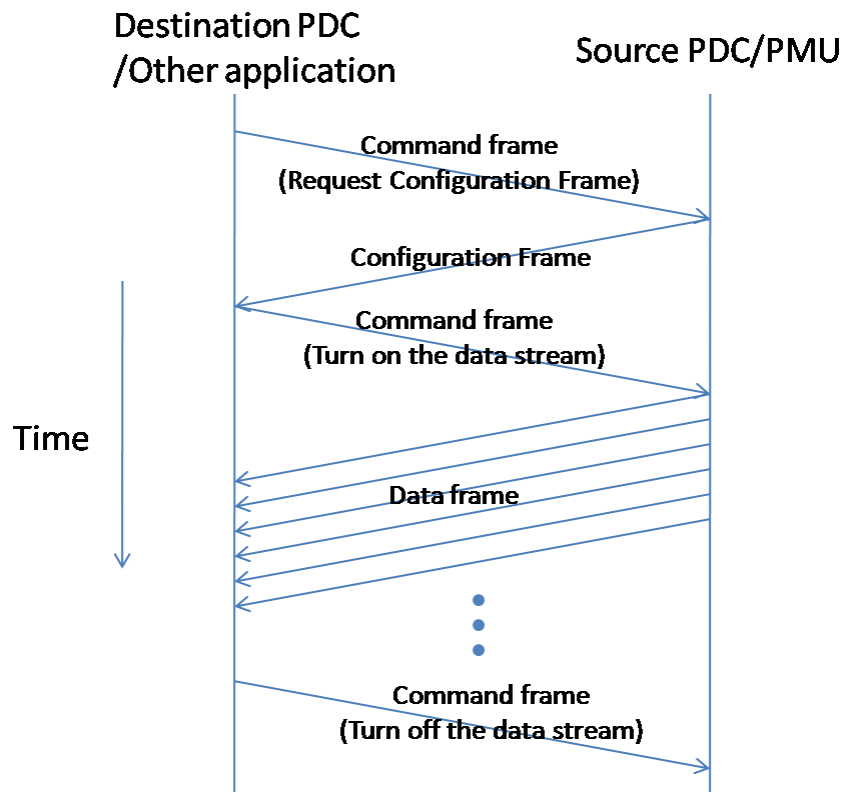 Destination PDC
/Other application
Source PDC/PMU
Command frame
(Request Configuration Frame)
Configuration Frame
Command frame
(Turn on the data stream)
Time
Data frame
Command frame
(Turn off the data stream)